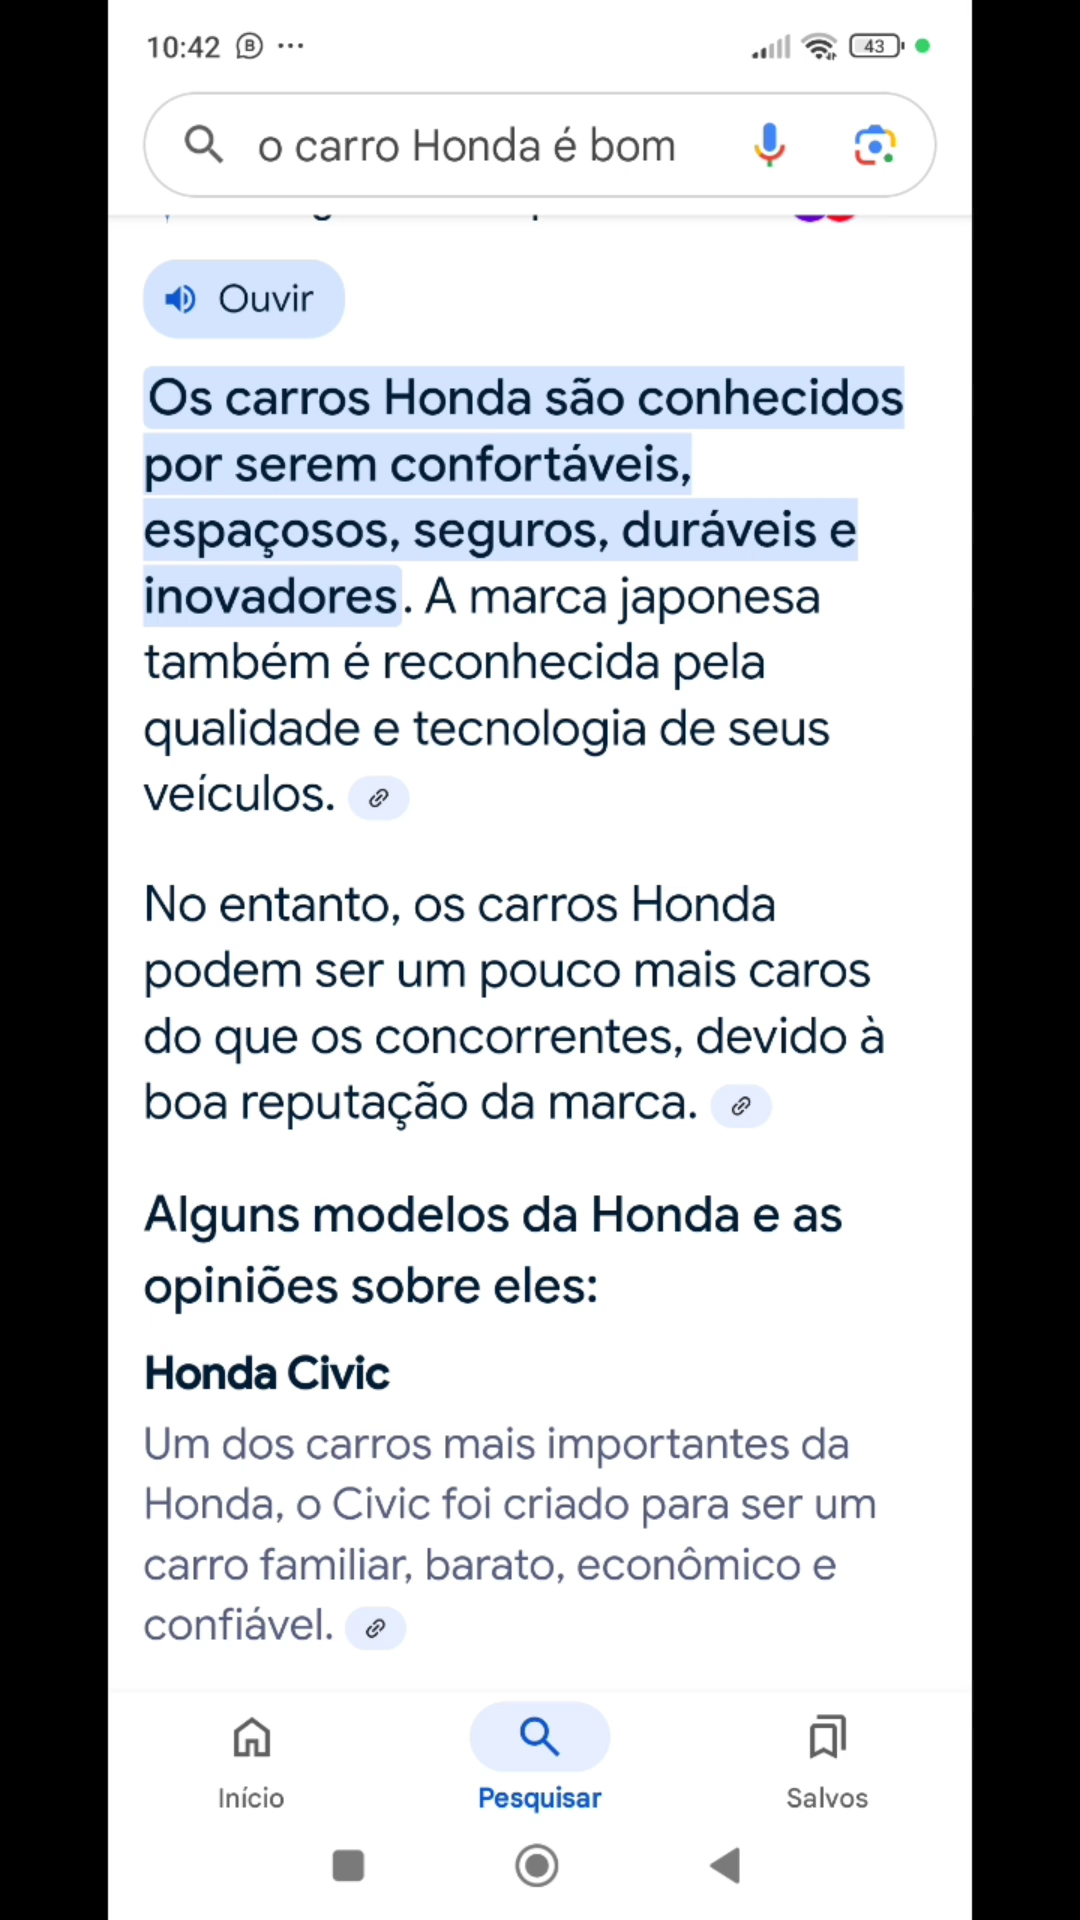 10:42
43
o carro Honda é bom
Ouvir
Os carros Honda são conhecidos
por serem confortáveis,
espaçosos, seguros, duráveis e
inovadores. A marca japonesa
também é reconhecida pela
qualidade e tecnologia de seus
veículos.
No entanto, os carros Honda
podem ser um pouco mais caros
do que os concorrentes, devido à
boa reputação da marca.
Alguns modelos da Honda e as
opiniões sobre eles:
Honda Civic
Um dos carros mais importantes da
Honda, o Civic foi criado para ser um
carro familiar, barato, econômico e
confiável.
Início
Pesquisar
Salvos